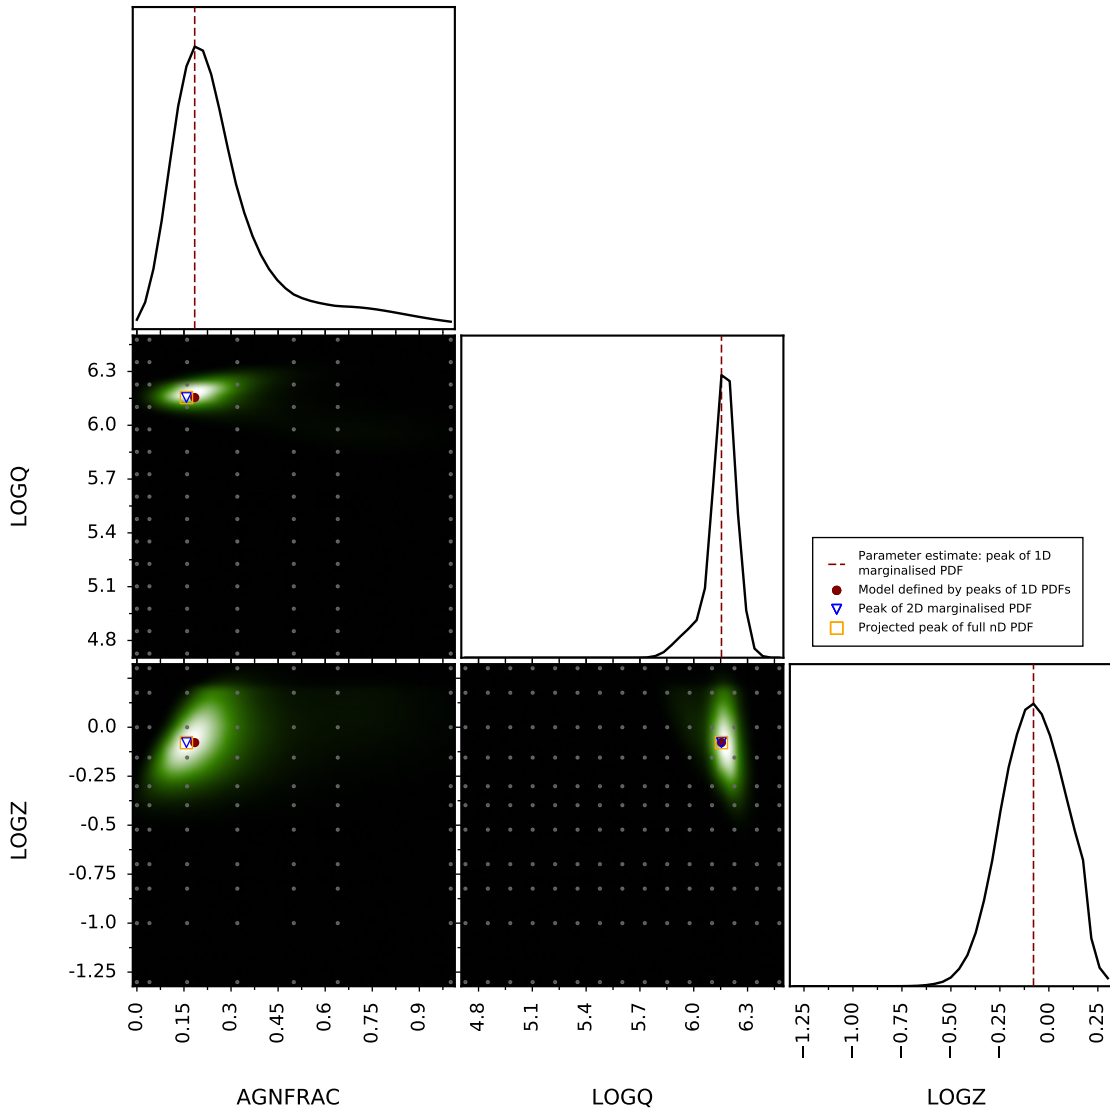 6.3
6.0
5.7
5.4
5.1
4.8
LOGQ
Parameter estimate: peak of 1D
marginalised PDF
Model defined by peaks of 1D PDFs
Peak of 2D marginalised PDF
Projected peak of full nD PDF
0.0
-0.25
-0.5
-0.75
-1.0
-1.25
LOGZ
0.0 0.15 0.3 0.45 0.6 0.75 0.9
4.8 5.1 5.4 5.7 6.0 6.3
−1.25 −1.00 −0.75 −0.50 −0.25 0.00 0.25
AGNFRAC LOGQ LOGZ